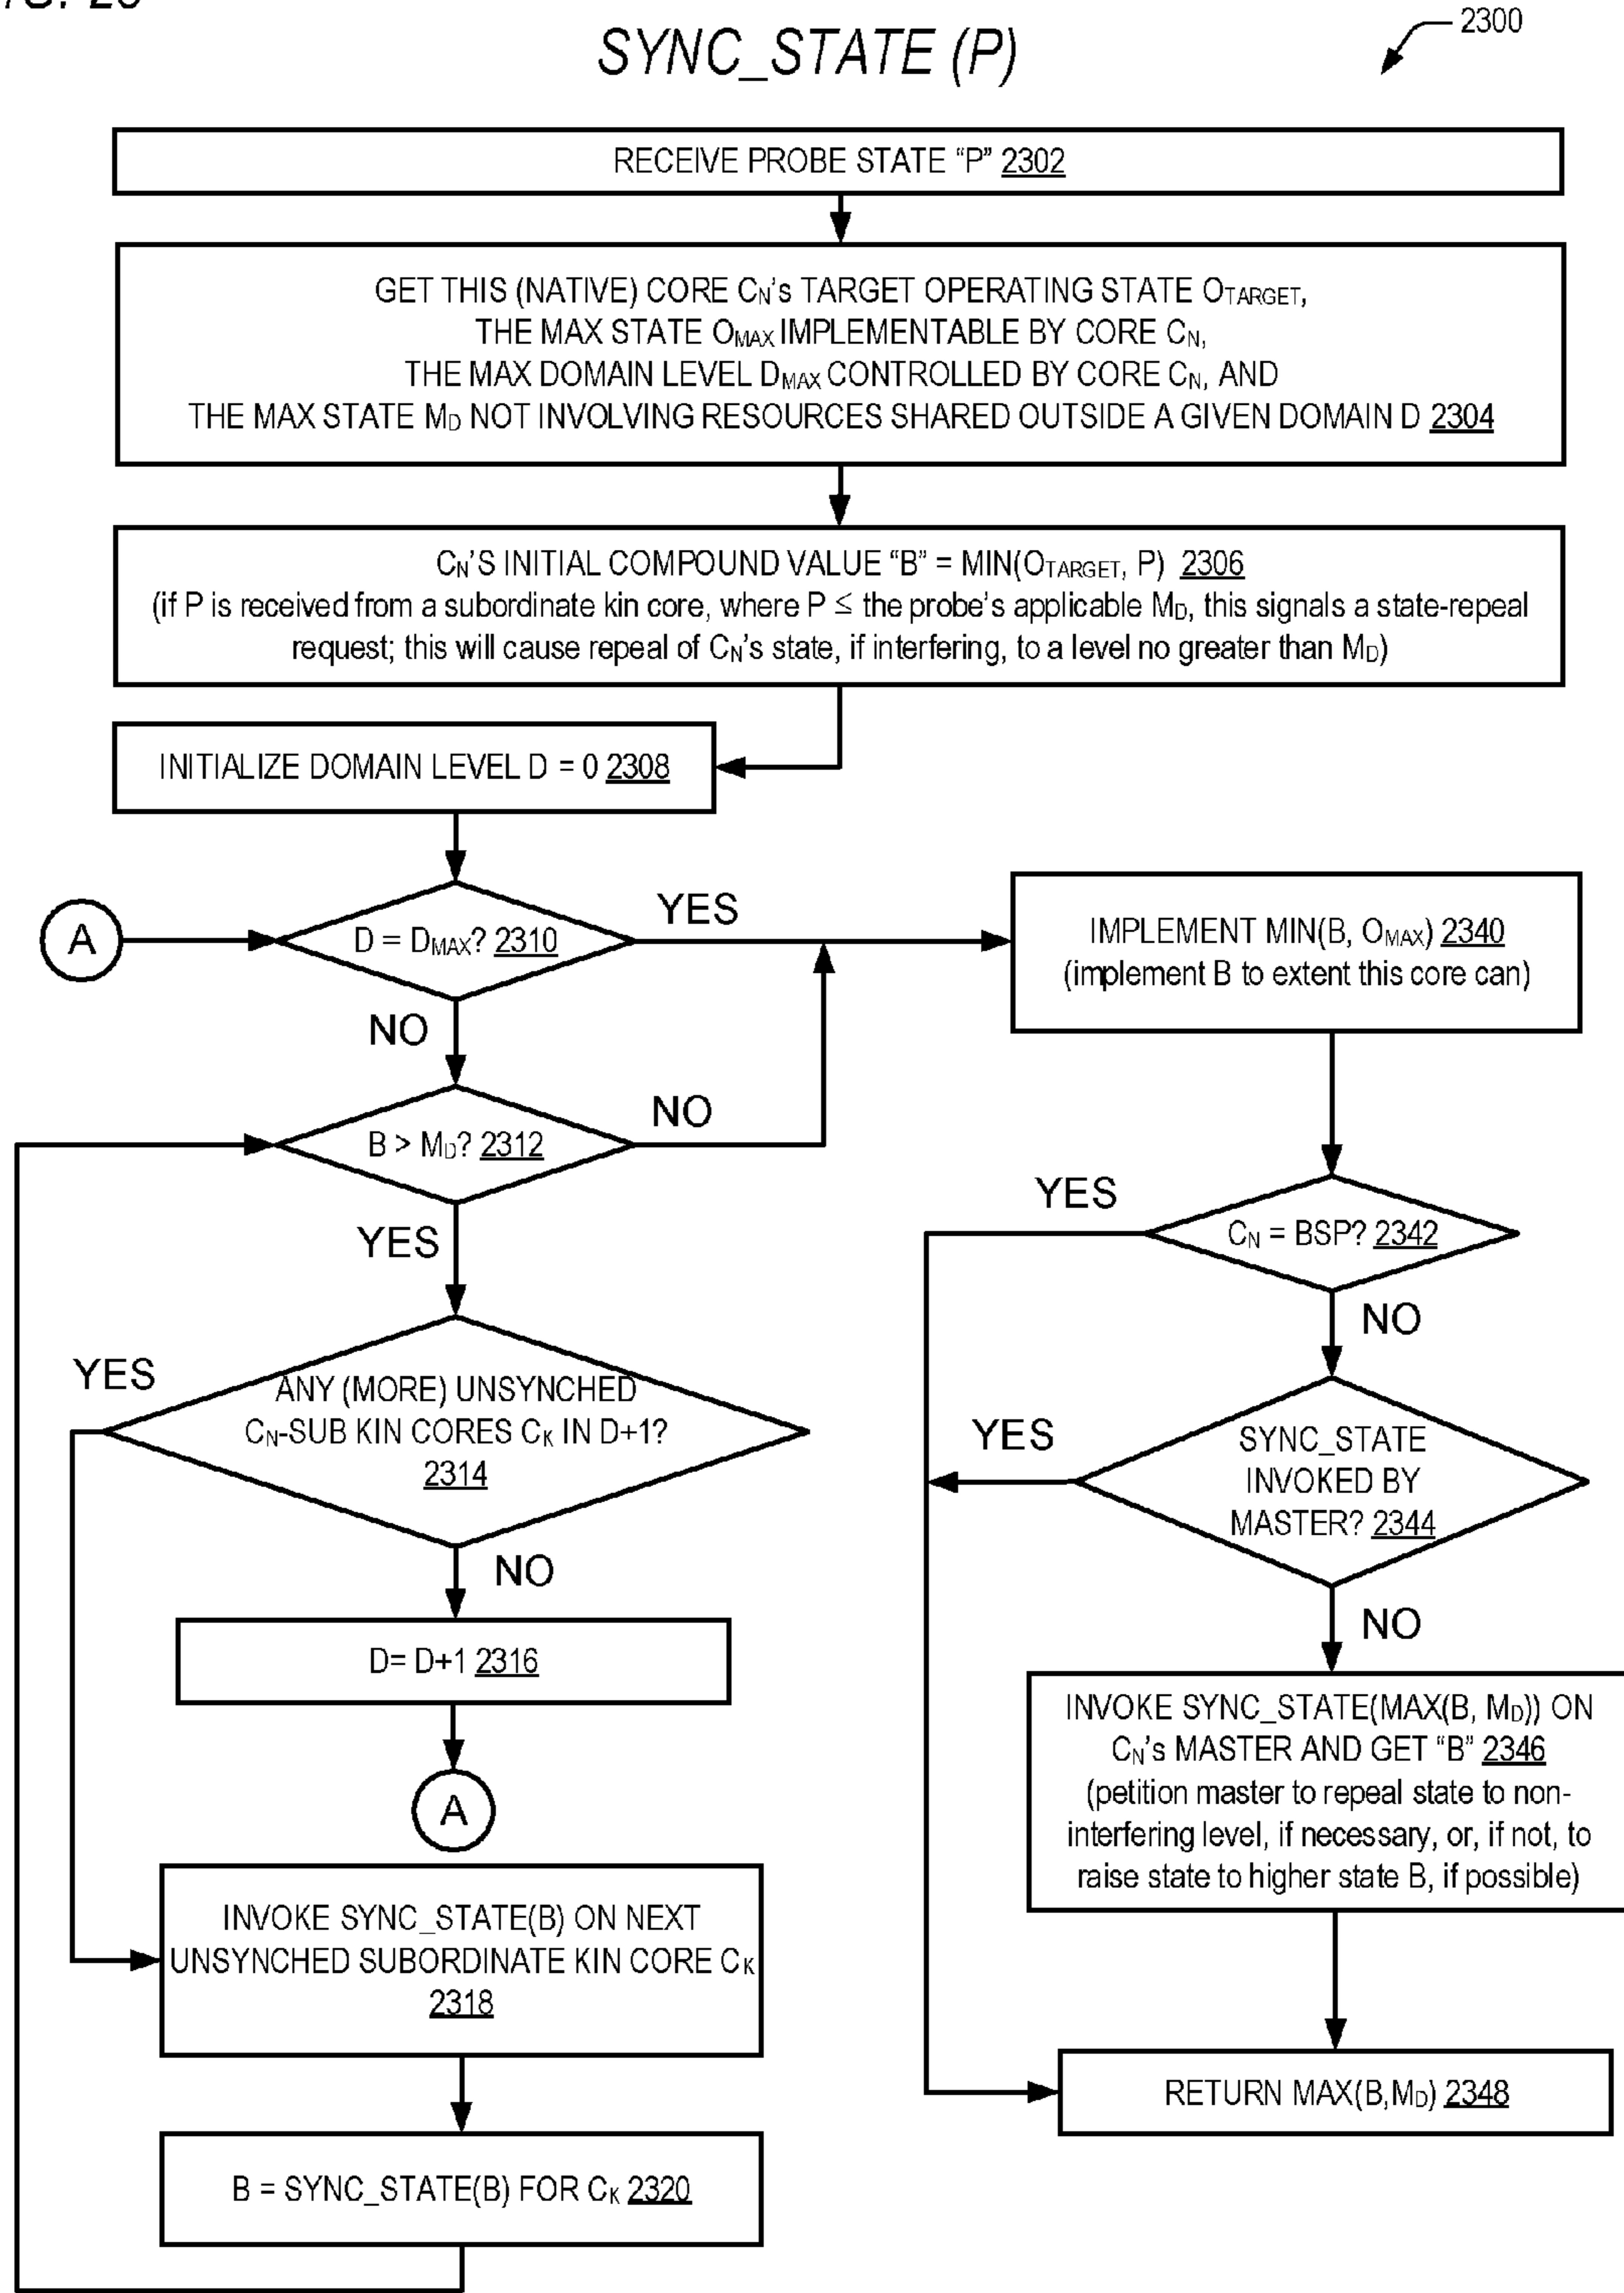 SYNC_STATE (P)
2300
RECEIVE PROBE STATE “P” 2302
GET THIS (NATIVE) CORE CN's TARGET OPERATING STATE OTARGET,
THE MAX STATE OMAX IMPLEMENTABLE BY CORE CN,
THE MAX DOMAIN LEVEL DMAX CONTROLLED BY CORE CN, AND
THE MAX STATE MD NOT INVOLVING RESOURCES SHARED OUTSIDE A GIVEN DOMAIN D 2304
CN'S INITIAL COMPOUND VALUE “B” = MIN(OTARGET, P) 2306
(if P is received from a subordinate kin core, where P ≤ the probe's applicable MD, this signals a state-repeal
request; this will cause repeal of CN's state, if interfering, to a level no greater than MD)
INITIALIZE DOMAIN LEVEL D = 0 2308
A
D = DMAX? 2310
YES
NO
B > MD? 2312
NO
YES
ANY (MORE) UNSYNCHED
CN-SUB KIN CORES CK IN D+1?
2314
YES
NO
D= D+1 2316
A
INVOKE SYNC_STATE(B) ON NEXT
UNSYNCHED SUBORDINATE KIN CORE CK
2318
B = SYNC_STATE(B) FOR CK 2320
IMPLEMENT MIN(B, OMAX) 2340
(implement B to extent this core can)
YES
CN = BSP? 2342
NO
YES
SYNC_STATE
INVOKED BY
MASTER? 2344
NO
INVOKE SYNC_STATE(MAX(B, MD)) ON
CN's MASTER AND GET “B” 2346
(petition master to repeal state to non-
interfering level, if necessary, or, if not, to
raise state to higher state B, if possible)
RETURN MAX(B,MD) 2348